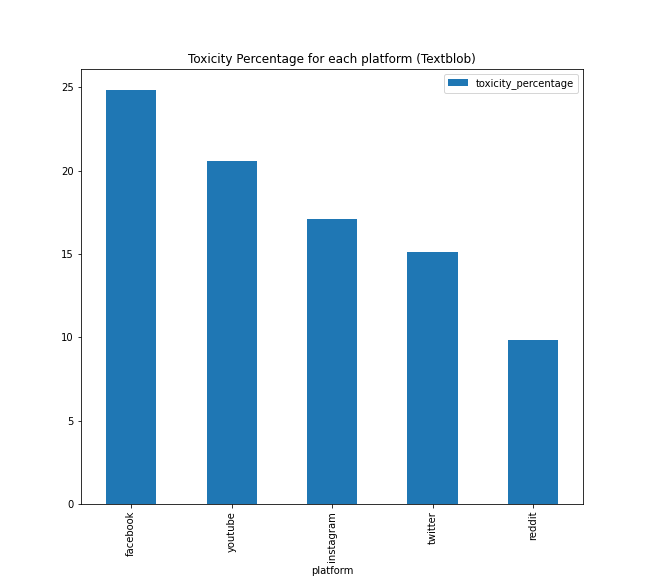 Toxicity Percentage for each platform (Textblob)
toxicity_percentage
25
20
15
10
5
0
facebook
youtube
instagram
twitter
reddit
platform